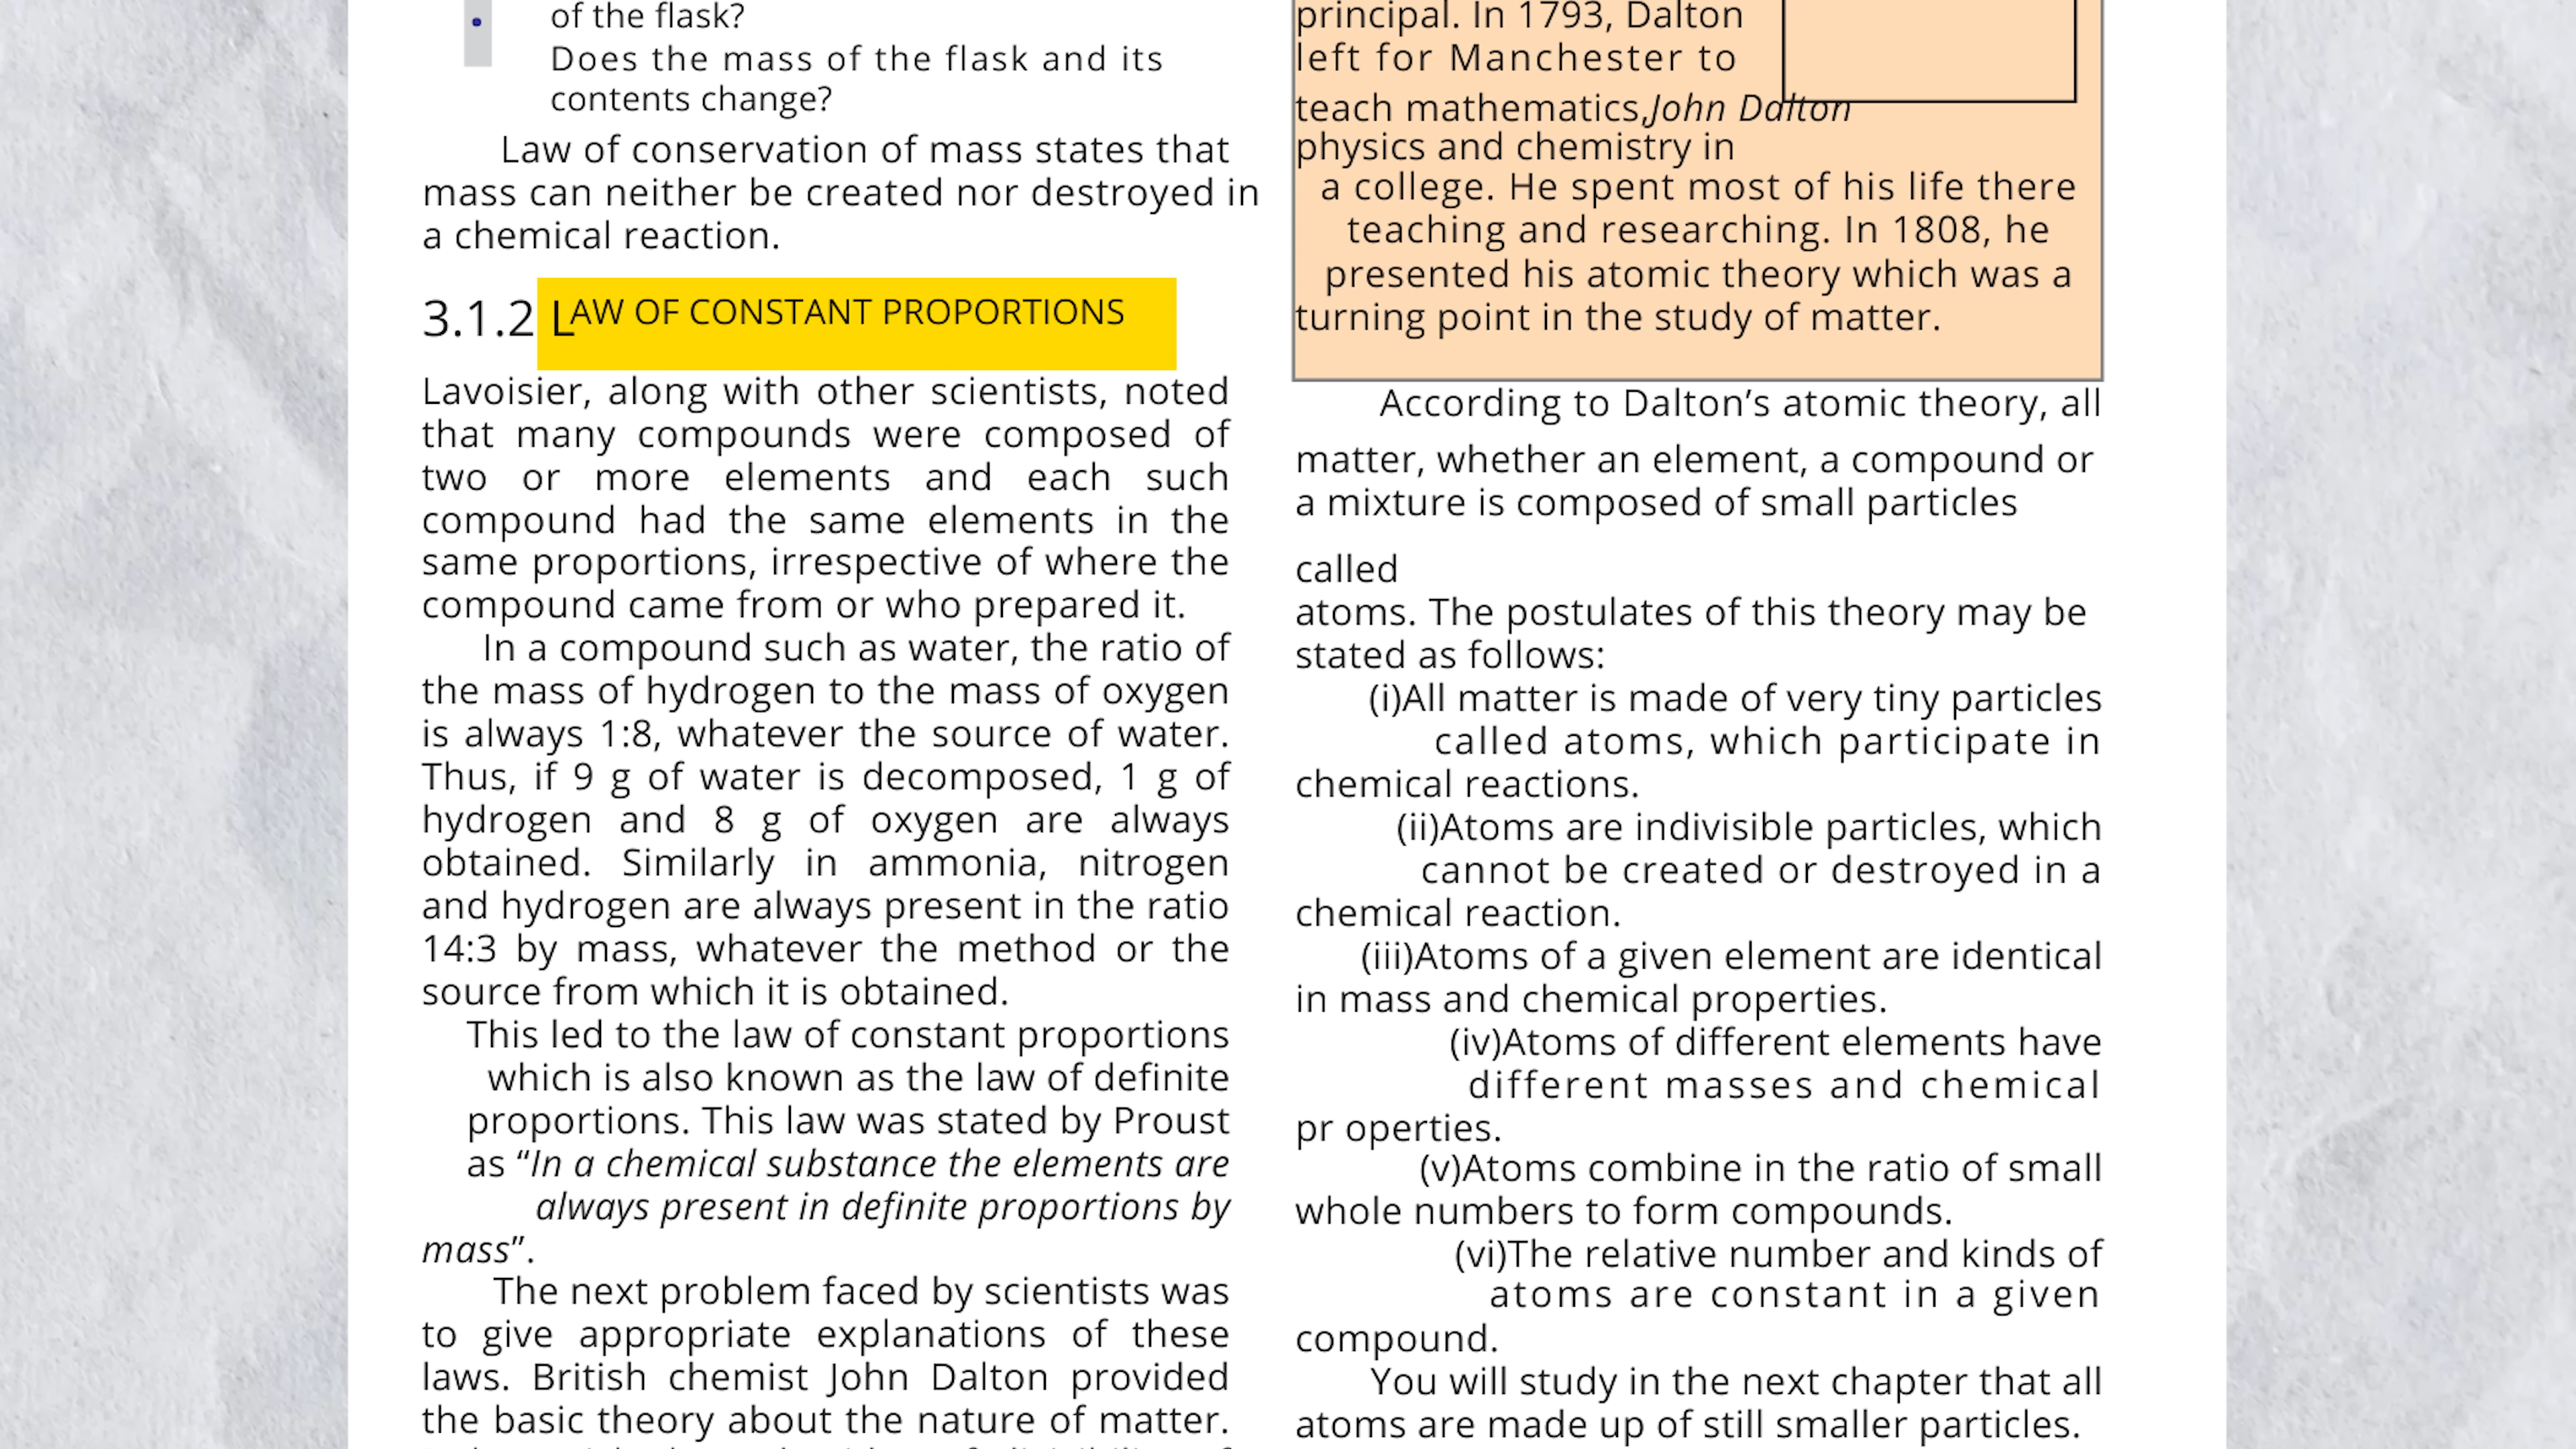 of the flask?
Does the mass of the flask and its
contents change?
Law of conservation of mass states that
mass can neither be created nor destroyed in
a chemical reaction.
3.1.2 LAW OF CONSTANT PROPORTIONS
Lavoisier, along with other scientists, noted
that many compounds were composed of
two or more elements and each such
compound had the same elements in the
same proportions, irrespective of where the
compound came from or who prepared it.
In a compound such as water, the ratio of
the mass of hydrogen to the mass of oxygen
is always 1:8, whatever the source of water.
Thus, if 9 g of water is decomposed, 1 g of
hydrogen and 8 g of oxygen are always
obtained. Similarly in ammonia, nitrogen
and hydrogen are always present in the ratio
14:3 by mass, whatever the method or the
source from which it is obtained.
This led to the law of constant proportions
which is also known as the law of definite
proportions. This law was stated by Proust
as “In a chemical substance the elements are
always present in definite proportions by
mass”.
The next problem faced by scientists was
to give appropriate explanations of these
laws. British chemist John Dalton provided
the basic theory about the nature of matter.
principal. In 1793, Dalton
left for Manchester to
teach mathematics,John Dalton
physics and chemistry in
a college. He spent most of his life there
teaching and researching. In 1808, he
presented his atomic theory which was a
turning point in the study of matter.
According to Dalton’s atomic theory, all
matter, whether an element, a compound or
a mixture is composed of small particles
called
atoms. The postulates of this theory may be
stated as follows:
(i)All matter is made of very tiny particles
called atoms, which participate in
chemical reactions.
(ii)Atoms are indivisible particles, which
cannot be created or destroyed in a
chemical reaction.
(iii)Atoms of a given element are identical
in mass and chemical properties.
(iv)Atoms of different elements have
different masses and chemical
pr operties.
(v)Atoms combine in the ratio of small
whole numbers to form compounds.
(vi)The relative number and kinds of
atoms are constant in a given
compound.
You will study in the next chapter that all
atoms are made up of still smaller particles.